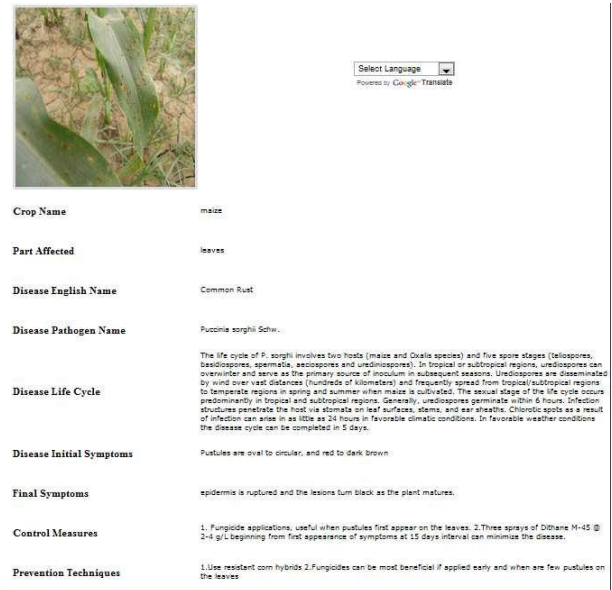 Select Language
Powered by Google Translate
Crop Name
maize
Part Affected
leaves
Disease English Name
Common Rust
Disease Pathogen Name
Puccinia sorghii Schw.
Disease Life Cycle
The life cycle of P. sorghi involves two hosts (maize and Oxalis species) and five spore stages (teliospores,
basidiospores, spermatia, aeciospores and urediniospores). In tropical or subtropical regions, urediospores can
overwinter and serve as the primary source of inoculum in subsequent seasons. Urediospores are disseminated
by wind over vast distances (hundreds of kilometers) and frequently spread from tropical/subtropical regions
to temperate regions in spring and summer when maize is cultivated. The sexual stage of the life cycle occurs
predominantly in tropical and subtropical regions. Generally, urediospores germinate within 6 hours. Infection
structures penetrate the host via stomata on leaf surfaces, stems, and ear sheaths. Chlorotic spots as a result
of infection can arise in as little as 24 hours in favorable climatic conditions. In favorable weather conditions
the disease cycle can be completed in 5 days.
Disease Initial Symptoms
Pustules are oval to circular, and red to dark brown
Final Symptoms
epidermis is ruptured and the lesions turn black as the plant matures.
Control Measures
1. Fungicide applications, useful when pustules first appear on the leaves. 2.Three sprays of Dithane M-45 @
2-4 g/L beginning from first appearance of symptoms at 15 days interval can minimize the disease.
Prevention Techniques
1.Use resistant corn hybrids 2.Fungicides can be most beneficial if applied early and when are few pustules on
the leaves